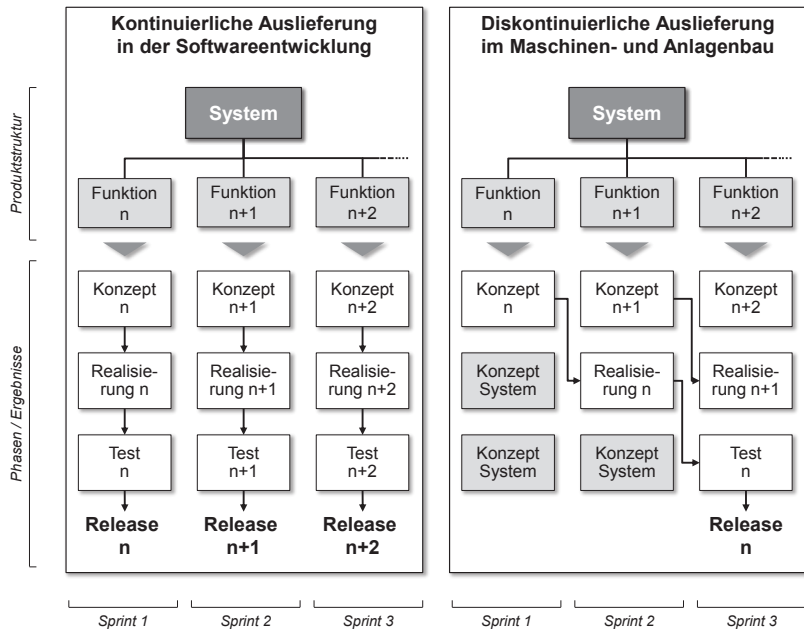 Kontinuierliche Auslieferung
in der Softwareentwicklung
Diskontinuierliche Auslieferung
im Maschinen- und Anlagenbau
Produktstruktur
System
Funktion
n
Funktion
n+1
Funktion
n+2
System
Funktion
n
Funktion
n+1
Funktion
n+2
Phasen / Ergebnisse
Konzept
n
Konzept
n+1
Konzept
n+2
Realisie-
rung n
Realisie-
rung n+1
Realisie-
rung n+2
Test
n
Test
n+1
Test
n+2
Release
n
Release
n+1
Release
n+2
Konzept
n
Konzept
n+1
Konzept
n+2
Konzept
System
Realisie-
rung n
Realisie-
rung n+1
Konzept
System
Konzept
System
Test
n
Release
n
Sprint 1
Sprint 2
Sprint 3
Sprint 1
Sprint 2
Sprint 3